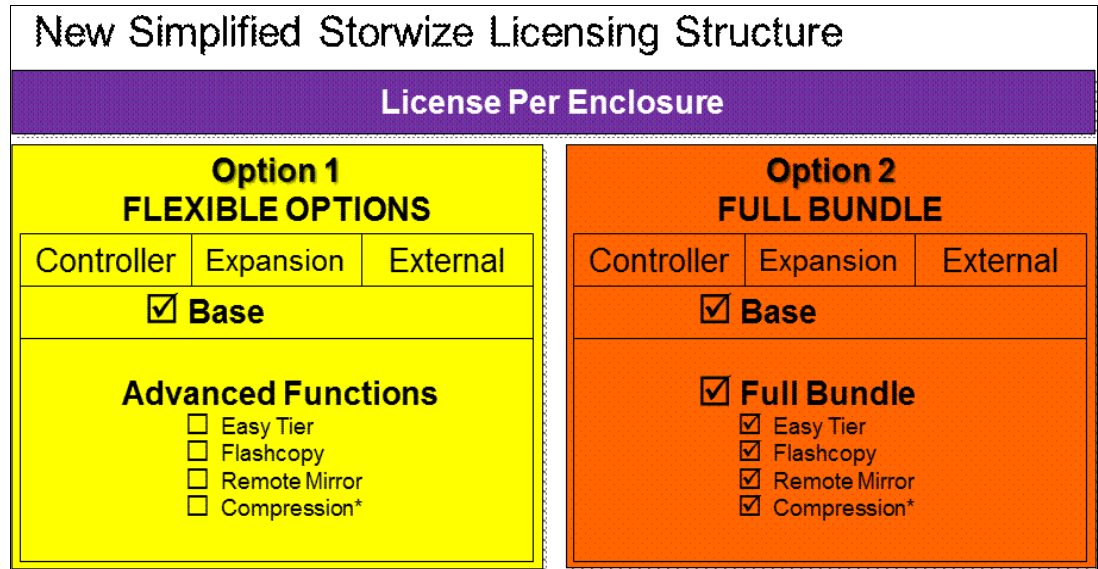 New Simplified Storwize Licensing Structure
License Per Enclosure
Option 1
FLEXIBLE OPTIONS
Controller Expansion External
☑ Base
Advanced Functions
☐ Easy Tier
☐ Flashcopy
☐ Remote Mirror
☐ Compression*
Option 2
FULL BUNDLE
Controller Expansion External
☑ Base
☑ Full Bundle
☑ Easy Tier
☑ Flashcopy
☑ Remote Mirror
☑ Compression*